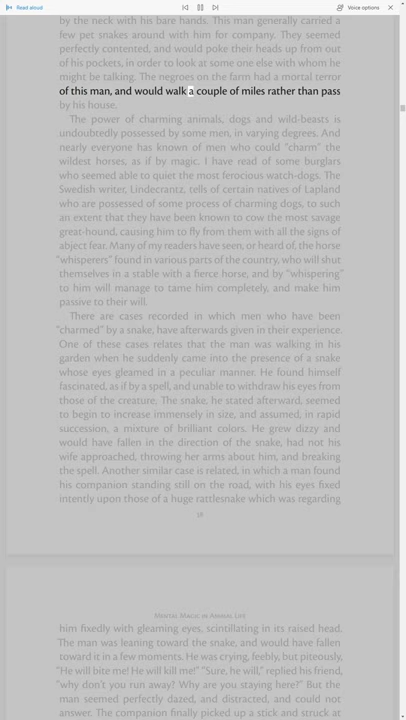 Read aloud
Voice options
by the neck with his bare hands. This man generally carried a
few pet snakes around with him for company. They seemed
perfectly contented, and would poke their heads up from out
of his pockets, in order to look at some one else with whom he
might be talking. The negroes on the farm had a mortal terror
of this man, and would walk a couple of miles rather than pass
by his house.
The power of charming animals, dogs and wild-beasts is
undoubtedly possessed by some men, in varying degrees. And
nearly everyone has known of men who could “charm” the
wildest horses, as if by magic. I have read of some burglars
who seemed able to quiet the most ferocious watch-dogs. The
Swedish writer, Lindecrantz, tells of certain natives of Lapland
who are possessed of some process of charming dogs, to such
an extent that they have been known to cow the most savage
great-hound, causing him to fly from them with all the signs of
abject fear. Many of my readers have seen, or heard of, the horse
“whisperers” found in various parts of the country, who will shut
themselves in a stable with a fierce horse, and by “whispering”
to him will manage to tame him completely, and make him
passive to their will.
There are cases recorded in which men who have been
“charmed” by a snake, have afterwards given in their experience.
One of these cases relates that the man was walking in his
garden when he suddenly came into the presence of a snake
whose eyes gleamed in a peculiar manner. He found himself
fascinated, as if by a spell, and unable to withdraw his eyes from
those of the creature, The snake, he stated afterward, seemed
to begin to increase immensely in size, and assumed, in rapid
succession, a mixture of brilliant colors. He grew dizzy and
would have fallen in the direction of the snake, had not his
wife approached, throwing her arms about him, and breaking
the spell. Another similar case is related, in which a man found
his companion standing still on the road, with his eyes fixed
intently upon those of a huge rattlesnake which was regarding
Mental Magic in Animal Life
him fixedly with gleaming eyes, scintillating in its raised head.
The man was leaning toward the snake, and would have fallen
toward it in a few moments. He was crying, feebly, but piteously,
“He will bite me! He will kill me!” “Sure, he will,” replied his friend,
“why don’t you run away? Why are you staying here?” But the
man seemed perfectly dazed, and distracted, and could not
answer. The companion finally picked up a stick and struck at